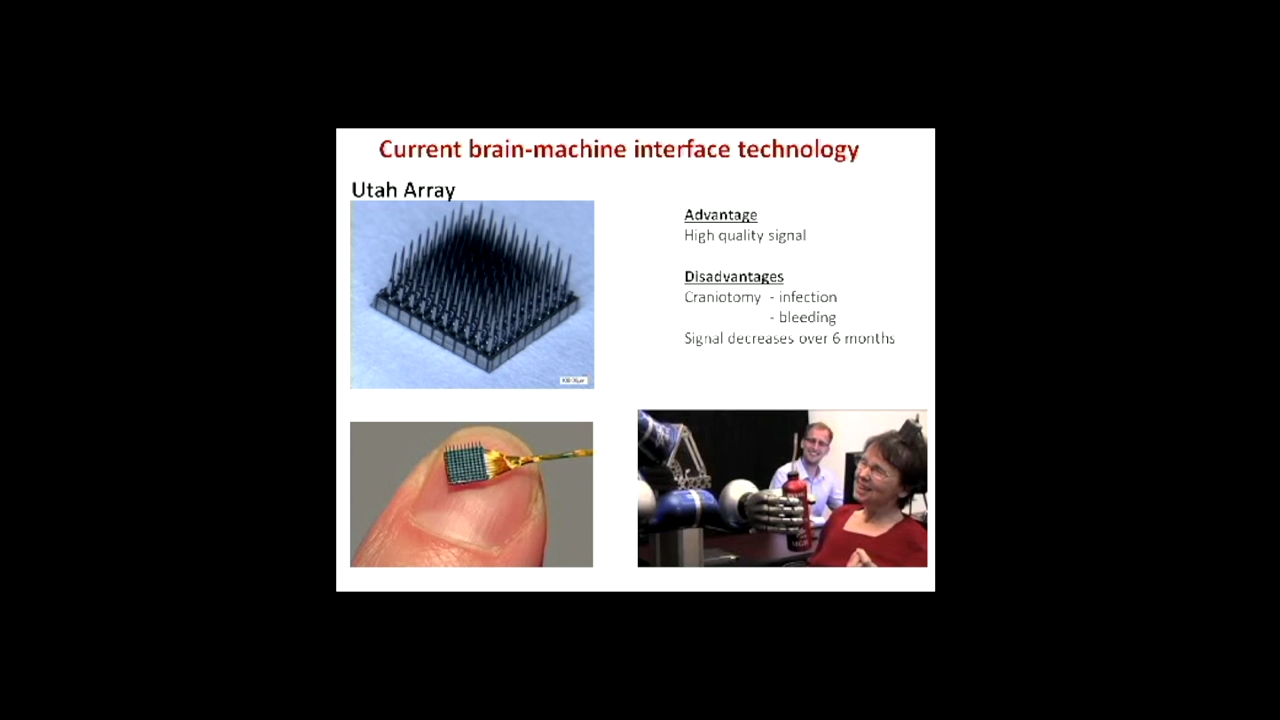 Current brain-machine interface technology
Utah Array
Advantage
High quality signal
Disadvantages
Craniotomy - infection
- bleeding
Signal decreases over 6 months